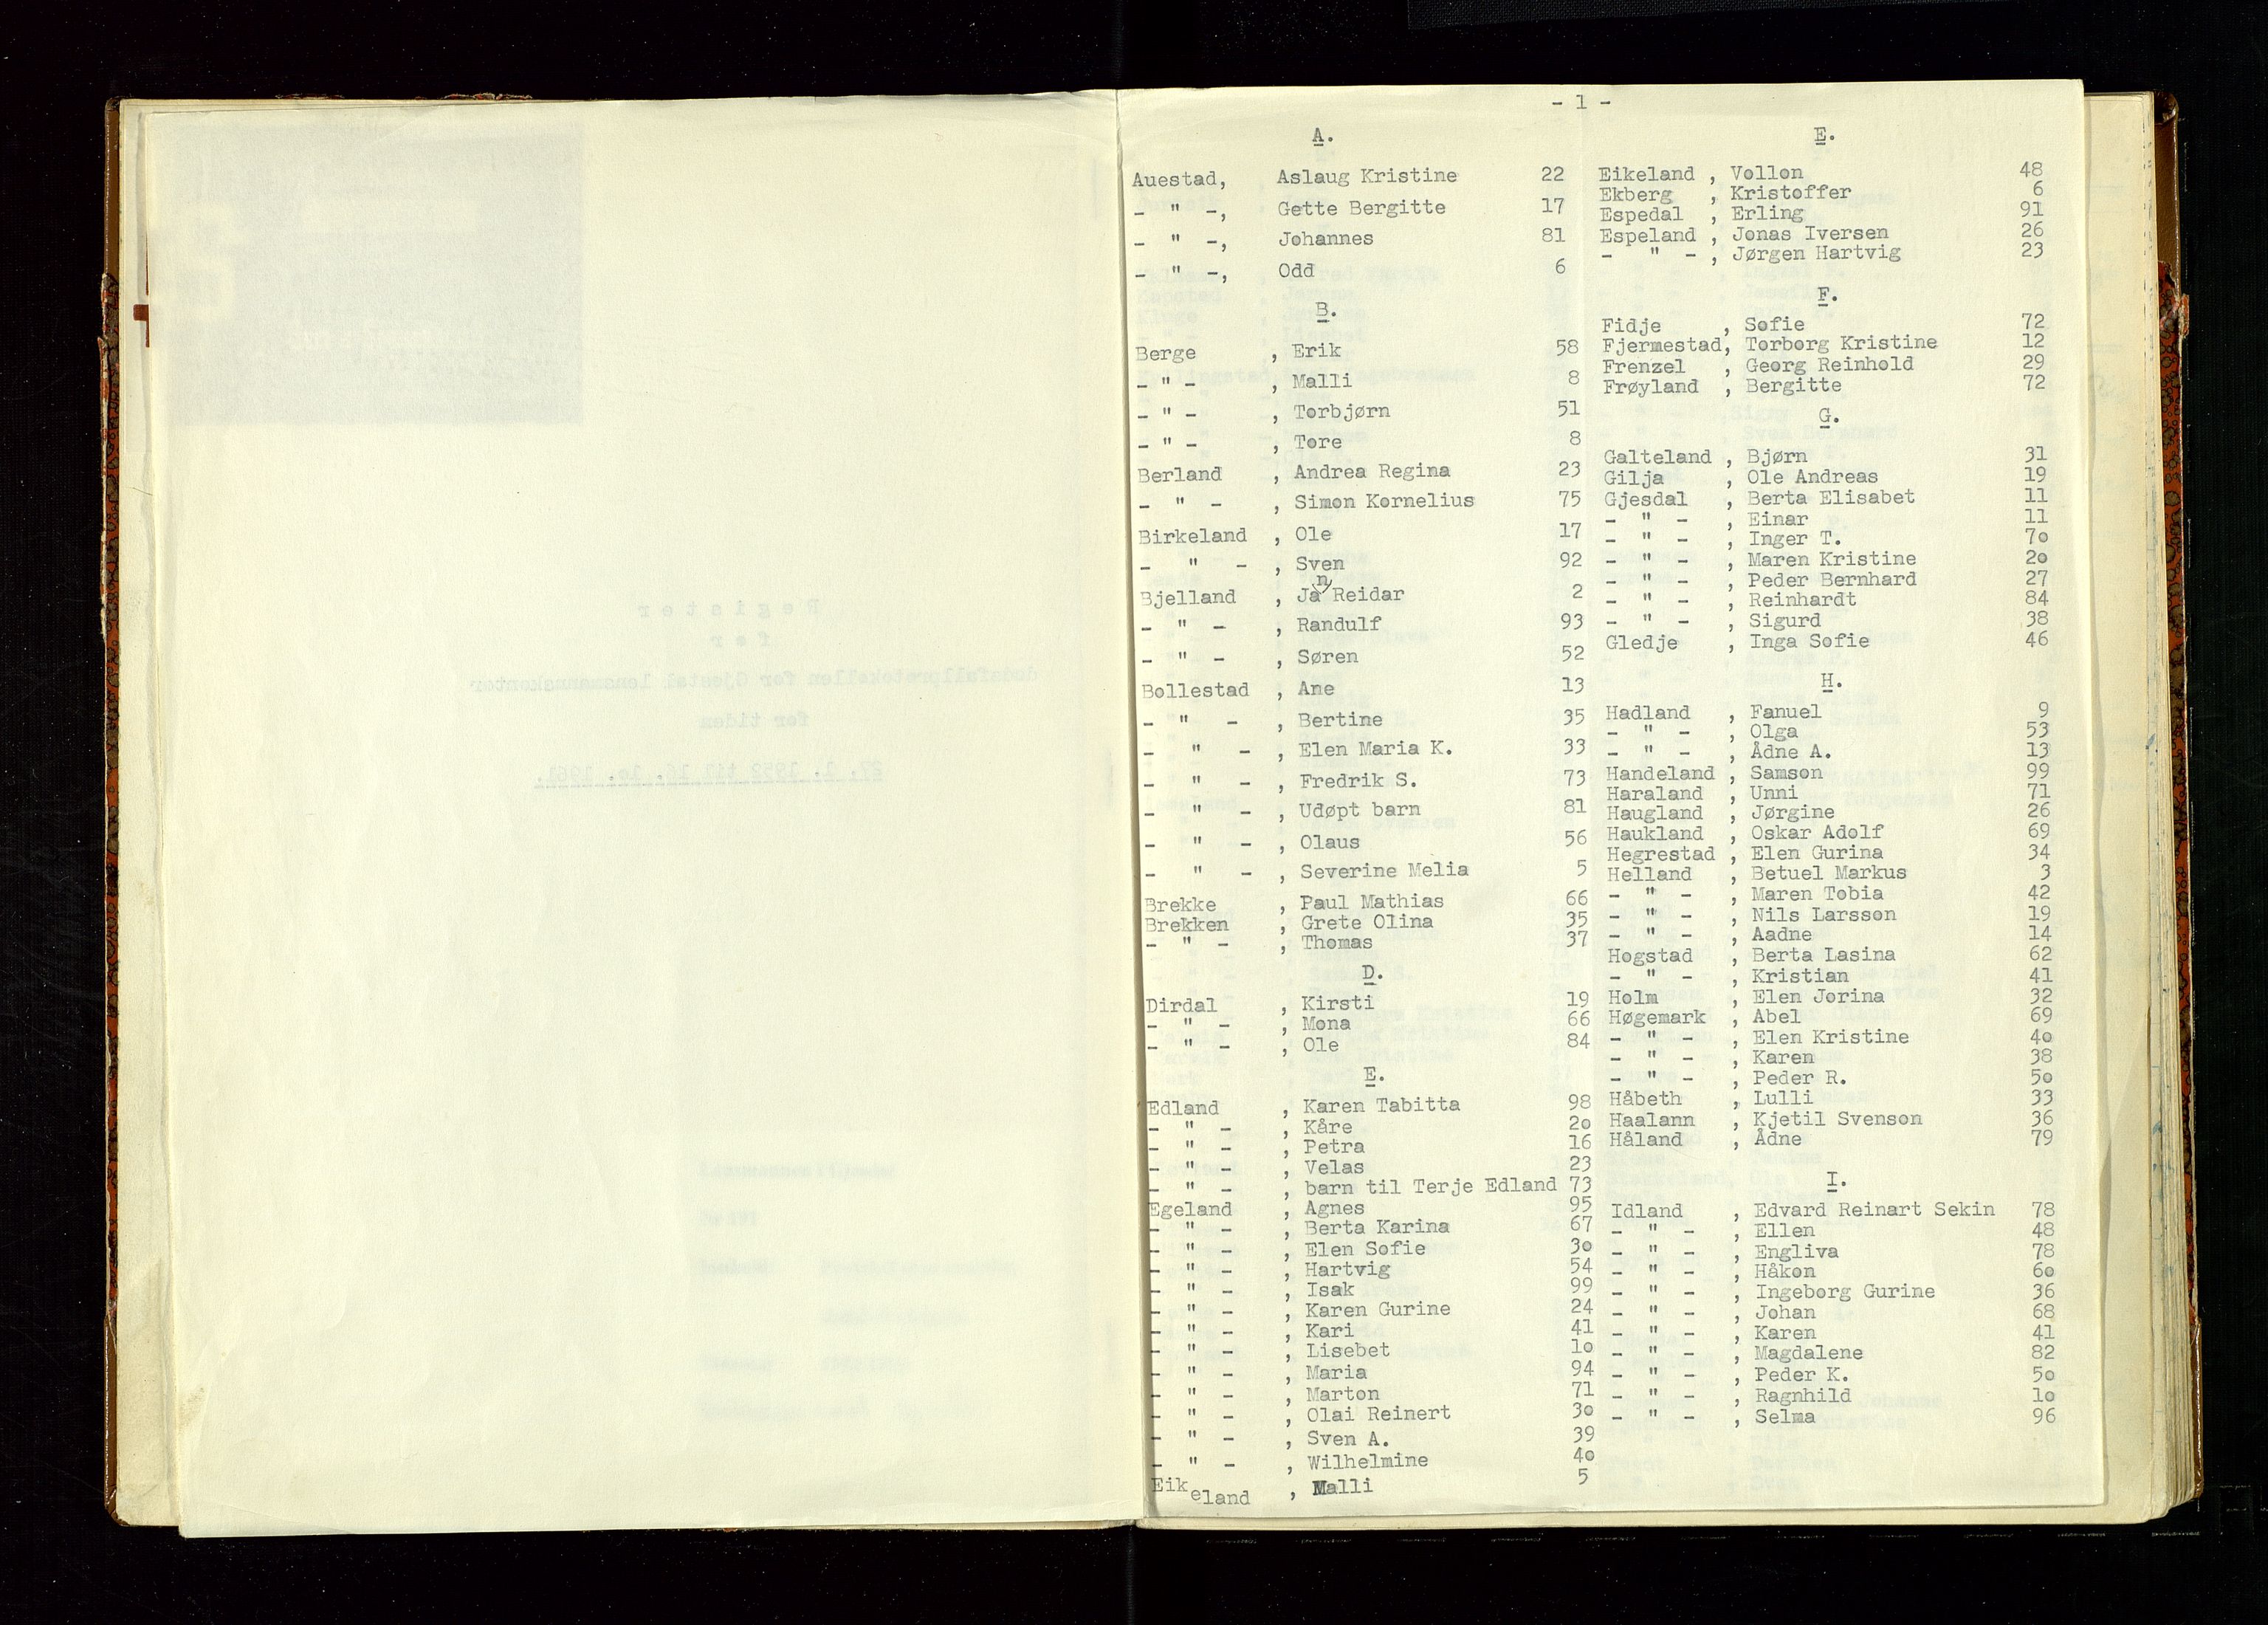 - 1 -
A.
Auestad, Aslaug Kristine 22
- " -, Gette Bergitte 17
- " -, Johannes 81
- " -, Odd 6
B.
Berge , Erik 58
- " - , Malli 8
- " - , Torbjørn 51
- " - , Tore 8
Berland , Andrea Regina 23
- " - , Simon Kornelius 75
Birkeland , Ole 17
- " - , Sven 92
Bjelland , Jan Reidar 2
- " - , Randulf 93
- " - , Søren 52
Bollestad , Ane 13
- " - , Bertine 35
- " - , Elen Maria K. 33
- " - , Fredrik S. 73
- " - , Udøpt barn 81
- " - , Olaus 56
- " - , Severine Melia 5
Brekke , Paul Mathias 66
Brekken , Grete Olina 35
- " - , Thomas 37
D.
Dirdal , Kirsti 19
- " - , Mona 66
- " - , Ole 84
E.
Edland , Karen Tabitta 98
- " - , Kåre 2o
- " - , Petra 16
- " - , Velas 23
- " - , barn til Terje Edland 73
Egeland , Agnes 95
- " - , Berta Karina 67
- " - , Elen Sofie 3o
- " - , Hartvig 54
- " - , Isak 99
- " - , Karen Gurine 24
- " - , Kari 41
- " - , Lisebet 1o
- " - , Maria 94
- " - , Marton 71
- " - , Olai Reinert 3o
- " - , Sven A. 39
- " - , Wilhelmine 4o
Eikeland , Malli 5
E.
Eikeland , Vollon 48
Ekberg , Kristoffer 6
Espedal , Erling 91
Espeland , Jonas Iversen 26
- " - , Jørgen Hartvig 23
F.
Fidje , Sofie 72
Fjermestad, Torborg Kristine 12
Frenzel , Georg Reinhold 29
Frøyland , Bergitte 72
G.
Galteland , Bjørn 31
Gilja , Ole Andreas 19
Gjesdal , Berta Elisabet 11
- " - , Einar 11
- " - , Inger T. 7o
- " - , Maren Kristine 2o
- " - , Peder Bernhard 27
- " - , Reinhardt 84
- " - , Sigurd 38
Gledje , Inga Sofie 46
H.
Hadland , Fanuel 9
- " - , Olga 53
- " - , Ådne A. 13
Handeland , Samson 99
Haraland , Unni 71
Haugland , Jørgine 26
Haukland , Oskar Adolf 69
Hegrestad , Elen Gurina 34
Helland , Betuel Markus 3
- " - , Maren Tobia 42
- " - , Nils Larsson 19
- " - , Aadne 14
Hogstad , Berta Lasina 62
- " - , Kristian 41
Holm , Elen Jorina 32
Høgemark , Abel 69
- " - , Elen Kristine 4o
- " - , Karen 38
- " - , Peder R. 5o
Håbeth , Lulli 33
Haalann , Kjetil Svenson 36
Håland , Ådne 79
I.
Idland , Edvard Reinart Sekin 78
- " - , Ellen 48
- " - , Engliva 78
- " - , Håkon 6o
- " - , Ingeborg Gurine 36
- " - , Johan 68
- " - , Karen 41
- " - , Magdalene 82
- " - , Peder K. 5o
- " - , Ragnhild 1o
- " - , Selma 96